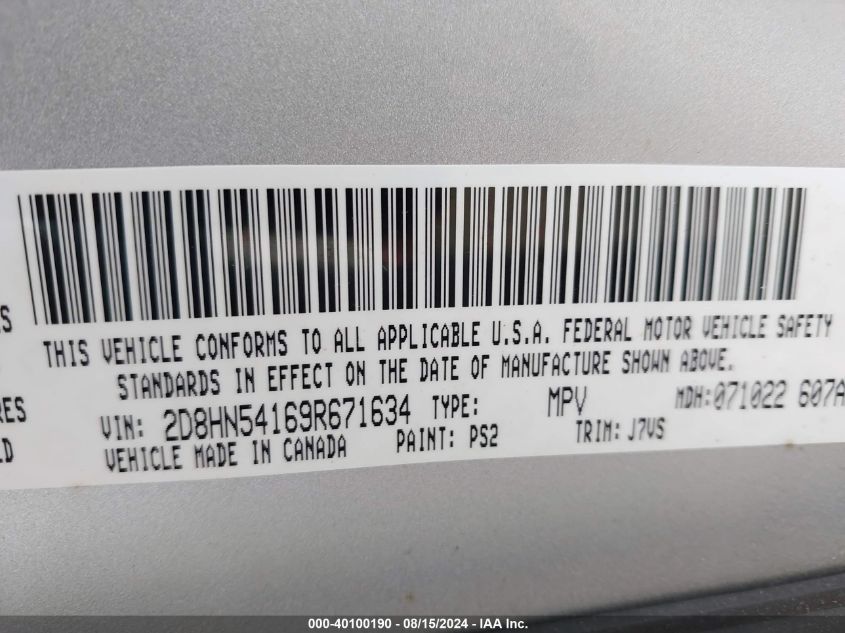 S
THIS VEHICLE CONFORMS TO ALL APPLICABLE U.S.A. FEDERAL MOTOR VEHICLE SAFETY
STANDARDS IN EFFECT ON THE DATE OF MANUFACTURE SHOWN ABOVE.
RES
VIN: 2D8HN54169R671634 TYPE: MPV MDH:071022 607A
D
VEHICLE MADE IN CANADA PAINT: PS2 TRIM: J7VS
000-40100190 - 08/15/2024 - IAA Inc.